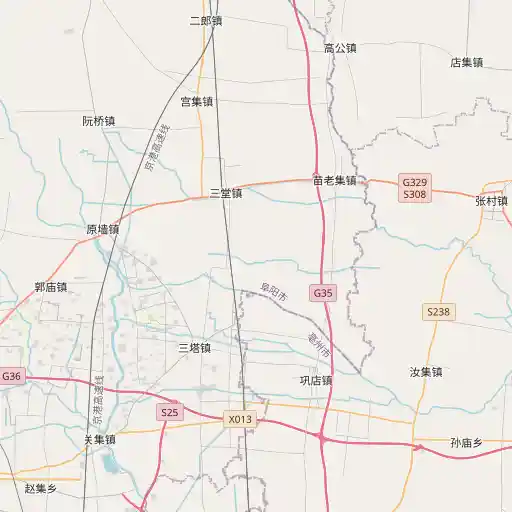 二郎镇
高公镇
店集镇
宫集镇
阮桥镇
京港高速线
苗老集镇
G329
S308
三堂镇
张村镇
原墙镇
郭庙镇
阜阳市
G35
S238
亳州市
三塔镇
G36
汝集镇
巩店镇
京港高速线
S25
X013
关集镇
孙庙乡
赵集乡